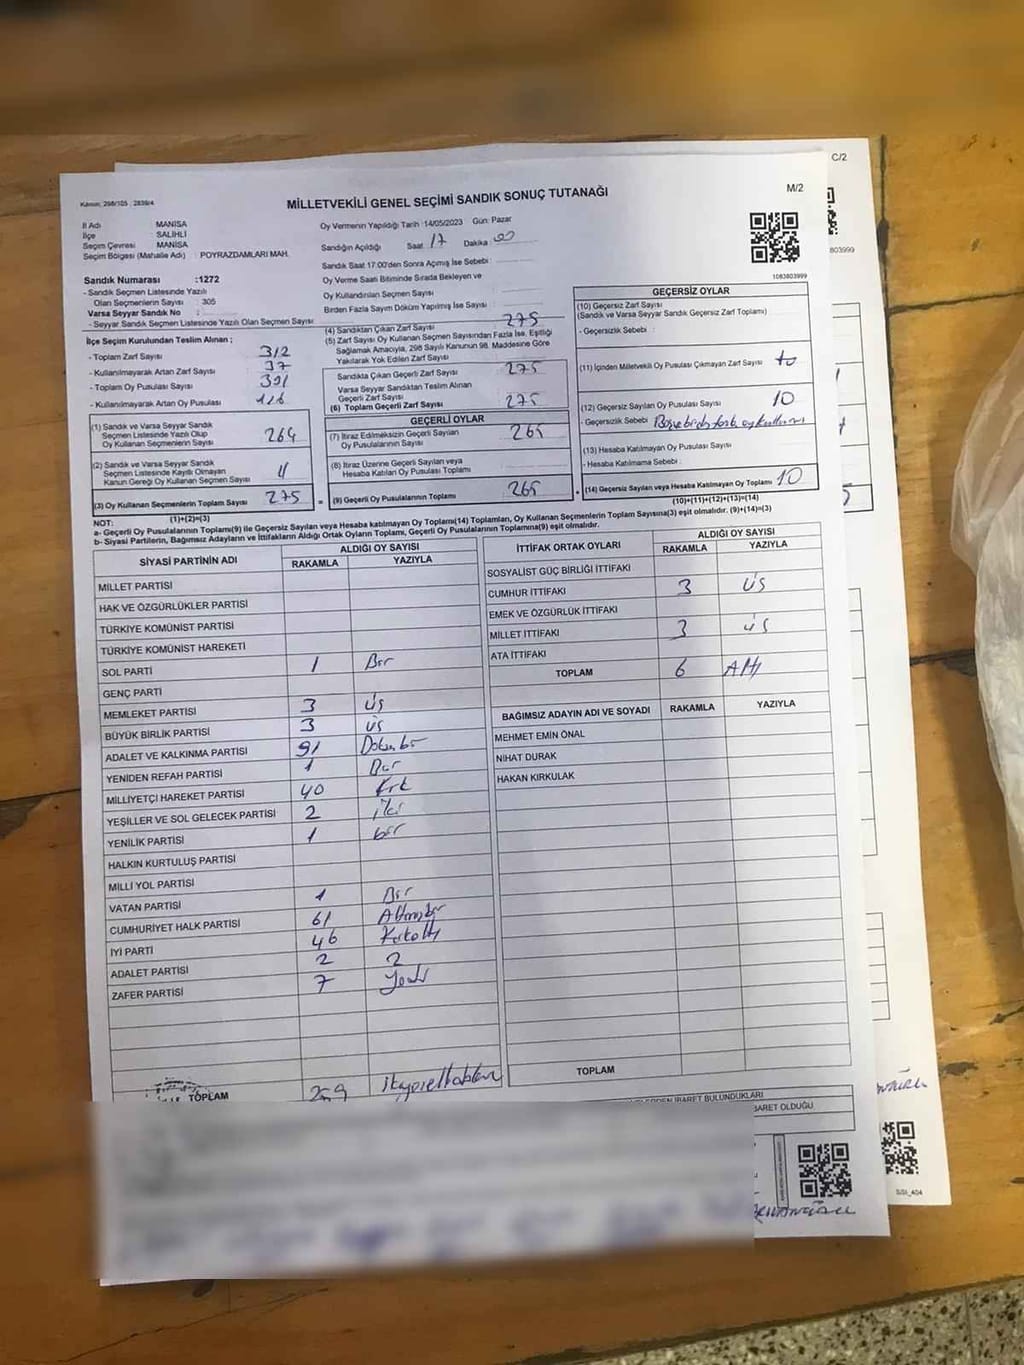 Kanun; 298/105 , 2839/4
MİLLETVEKİLİ GENEL SEÇİMİ SANDIK SONUÇ TUTANAĞI
M/2
C/2
İl Adı MANİSA
İlçe SALİHLİ
Seçim Çevresi MANİSA
Seçim Bölgesi (Mahalle Adı) : POYRAZDAMLARI MAH.
Oy Vermenin Yapıldığı Tarih :14/05/2023 Gün: Pazar
Sandığın Açıldığı Saat 17 Dakika 00
Sandık Saat 17:00'den Sonra Açılmış İse Sebebi :
Oy Verme Saati Bitiminde Sırada Bekleyen ve
Oy Kullandırılan Seçmen Sayısı :
Birden Fazla Sayım Döküm Yapılmış İse Sayısı :
1083803999
803999
Sandık Numarası :1272
- Sandık Seçmen Listesinde Yazılı
Olan Seçmenlerin Sayısı : 305
Varsa Seyyar Sandık No :
- Seyyar Sandık Seçmen Listesinde Yazılı Olan Seçmen Sayısı :
İlçe Seçim Kurulundan Teslim Alınan ;
- Toplam Zarf Sayısı : 312
- Kullanılmayarak Artan Zarf Sayısı : 37
- Toplam Oy Pusulası Sayısı : 391
- Kullanılmayarak Artan Oy Pusulası : 116
(1) Sandık ve Varsa Seyyar Sandık
Seçmen Listesinde Yazılı Olup
Oy Kullanan Seçmenlerin Sayısı 264
(2) Sandık ve Varsa Seyyar Sandık
Seçmen Listesinde Kayıtlı Olmayan
Kanun Gereği Oy Kullanan Seçmen Sayısı 11
(3) Oy Kullanan Seçmenlerin Toplam Sayısı 275
(1)+(2)=(3)
(4) Sandıktan Çıkan Zarf Sayısı 275
(5) Zarf Sayısı Oy Kullanan Seçmen Sayısından Fazla İse, Eşitliği
Sağlamak Amacıyla, 298 Sayılı Kanunun 98. Maddesine Göre
Yakılarak Yok Edilen Zarf Sayısı :
Sandıkta Çıkan Geçerli Zarf Sayısı 275
Varsa Seyyar Sandıktan Teslim Alınan
Geçerli Zarf Sayısı :
(6) Toplam Geçerli Zarf Sayısı 275
GEÇERLİ OYLAR
(7) İtiraz Edilmeksizin Geçerli Sayılan
Oy Pusulasının Sayısı : 265
(8) İtiraz Üzerine Geçerli Sayılan veya
Hesaba Katılan Oy Pusulası Toplamı :
(9) Geçerli Oy Pusulalarının Toplamı 265
GEÇERSİZ OYLAR
(10) Geçersiz Zarf Sayısı
(Sandık ve Varsa Seyyar Sandık Geçersiz Zarf Toplamı) :
- Geçersizlik Sebebi :
(11) İçinden Milletvekili Oy Pusulası Çıkmayan Zarf Sayısı :
(12) Geçersiz Sayılan Oy Pusulası Sayısı : 10
- Geçersizlik Sebebi
(13) Hesaba Katılmayan Oy Pusulası Sayısı :
- Hesaba Katılmama Sebebi :
(14) Geçersiz Sayılan veya Hesaba Katılmayan Oy Toplamı 10
(10)+(11)+(12)+(13)=(14)
NOT:
a- Geçerli Oy Pusulalarının Toplamı(9) ile Geçersiz Sayılan veya Hesaba katılmayan Oy Toplamı(14) Toplamları, Oy Kullanan Seçmenlerin Toplam Sayısına(3) eşit olmalıdır. (9)+(14)=(3)
b- Siyasi Partilerin, Bağımsız Adayların ve İttifakların Aldığı Ortak Oyların Toplamı, Geçerli Oy Pusulalarının Toplamına(9) eşit olmalıdır.
SİYASİ PARTİNİN ADI
ALDIĞI OY SAYISI
RAKAMLA YAZIYLA
MİLLET PARTİSİ
HAK VE ÖZGÜRLÜKLER PARTİSİ
TÜRKİYE KOMÜNİST PARTİSİ
TÜRKİYE KOMÜNİST HAREKETİ
SOL PARTİ 1 Bir
GENÇ PARTİ
MEMLEKET PARTİSİ 3 üç
BÜYÜK BİRLİK PARTİSİ 3 üç
ADALET VE KALKINMA PARTİSİ 91 Doksanbir
YENİDEN REFAH PARTİSİ 1 Bir
MİLLİYETÇİ HAREKET PARTİSİ 40 Kırk
YEŞİLLER VE SOL GELECEK PARTİSİ 2 iki
YENİLİK PARTİSİ 1 bir
HALKIN KURTULUŞ PARTİSİ
MİLLİ YOL PARTİSİ
VATAN PARTİSİ 1 Bir
CUMHURİYET HALK PARTİSİ 61 Altmışbir
İYİ PARTİ 46 Kırkaltı
ADALET PARTİSİ 2 2
ZAFER PARTİSİ 7 Yedi
TOPLAM 259
İTTİFAK ORTAK OYLARI
ALDIĞI OY SAYISI
RAKAMLA YAZIYLA
SOSYALİST GÜÇ BİRLİĞİ İTTİFAKI
CUMHUR İTTİFAKI 3 üç
EMEK VE ÖZGÜRLÜK İTTİFAKI
MİLLET İTTİFAKI 3 üç
ATA İTTİFAKI
TOPLAM 6 Altı
BAĞIMSIZ ADAYIN ADI VE SOYADI RAKAMLA YAZIYLA
MEHMET EMİN ÖNAL
NİHAT DURAK
HAKAN KIRKULAK
TOPLAM
İBARET BULUNDUKLARI
BARET OLDUĞU